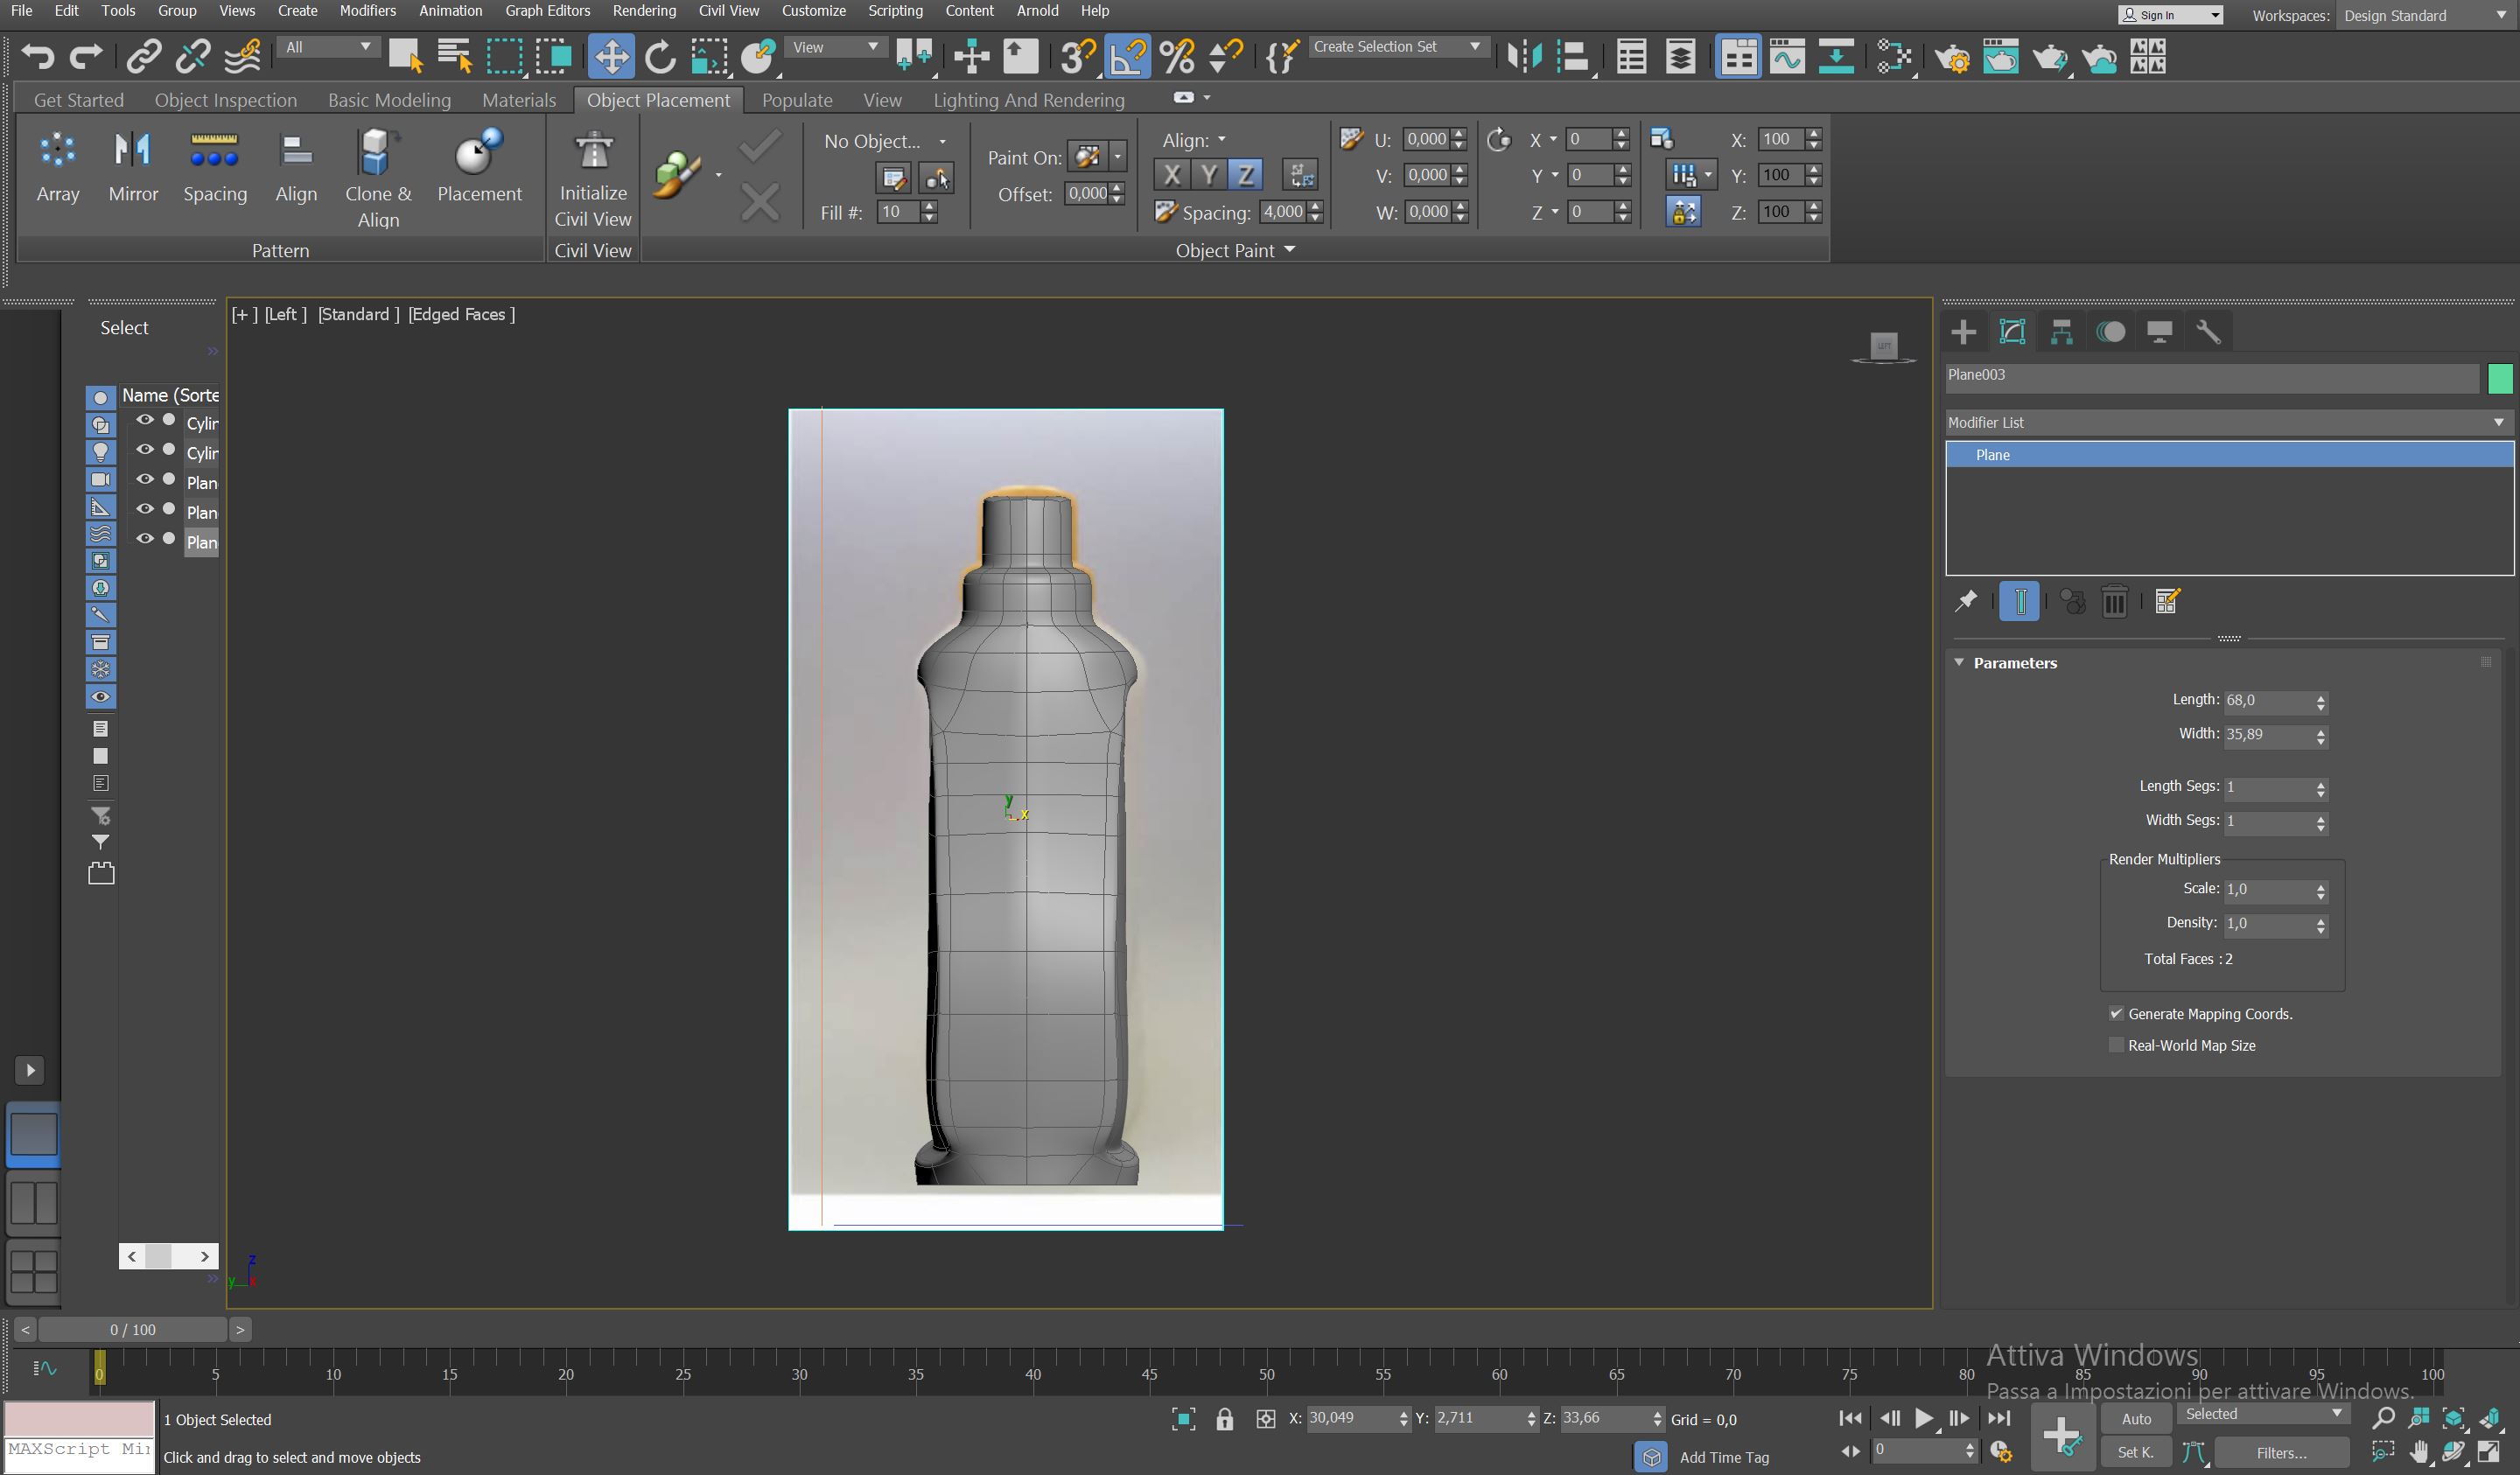 File Edit Tools Group Views Create Modifiers Animation Graph Editors Rendering Civil View Customize Scripting Content Arnold Help Sign In Workspaces: Design Standard
All View Create Selection Set
Get Started Object Inspection Basic Modeling Materials Object Placement Populate View Lighting And Rendering
No Object... Align: U: 0,000 X 0 X: 100
Paint On: X Y Z V: 0,000 Y 0 Y: 100
Array Mirror Spacing Align Clone & Align Placement Initialize Civil View Offset: 0,000
Fill #: 10 Spacing: 4,000 W: 0,000 Z 0 Z: 100
Pattern Civil View Object Paint
[+ ] [Left ] [Standard ] [Edged Faces ]
Select
Name (Sorte
Cylin
Cylin
Plan
Plan
Plan
y
x
z
y
x
Plane003
Modifier List
Plane
Parameters
Length: 68,0
Width: 35,89
Length Segs: 1
Width Segs: 1
Render Multipliers
Scale: 1,0
Density: 1,0
Total Faces : 2
Generate Mapping Coords.
Real-World Map Size
< 0 / 100 >
0 5 10 15 20 25 30 35 40 45 50 55 60 65 70 75 80 85 90 95 100
Attiva Windows
Passa a Impostazioni per attivare Windows.
1 Object Selected X: 30,049 Y: 2,711 Z: 33,66 Grid = 0,0 Auto Selected
MAXScript Mi
Click and drag to select and move objects Add Time Tag 0 Set K. Filters...